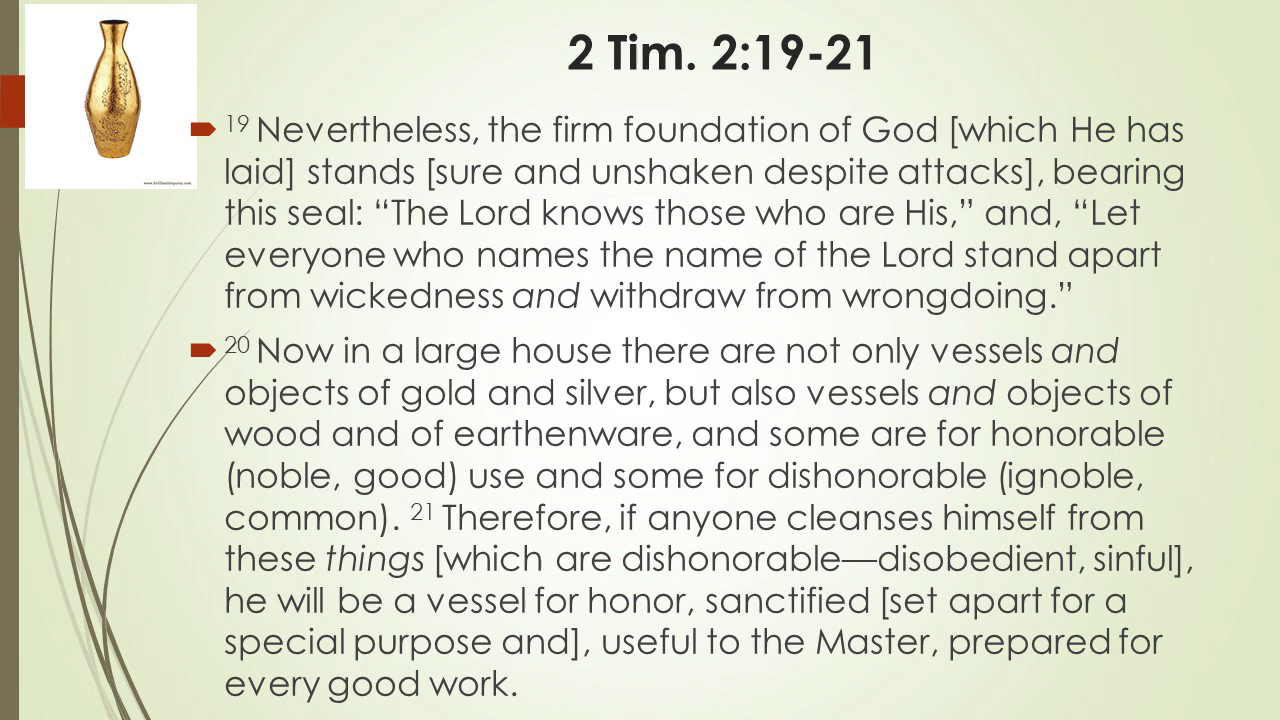 2 Tim. 2:19-21
19 Nevertheless, the firm foundation of God [which He has
laid] stands [sure and unshaken despite attacks], bearing
this seal: “The Lord knows those who are His,” and, “Let
everyone who names the name of the Lord stand apart
from wickedness and withdraw from wrongdoing.”
20 Now in a large house there are not only vessels and
objects of gold and silver, but also vessels and objects of
wood and of earthenware, and some are for honorable
(noble, good) use and some for dishonorable (ignoble,
common). 21 Therefore, if anyone cleanses himself from
these things [which are dishonorable—disobedient, sinful],
he will be a vessel for honor, sanctified [set apart for a
special purpose and], useful to the Master, prepared for
every good work.